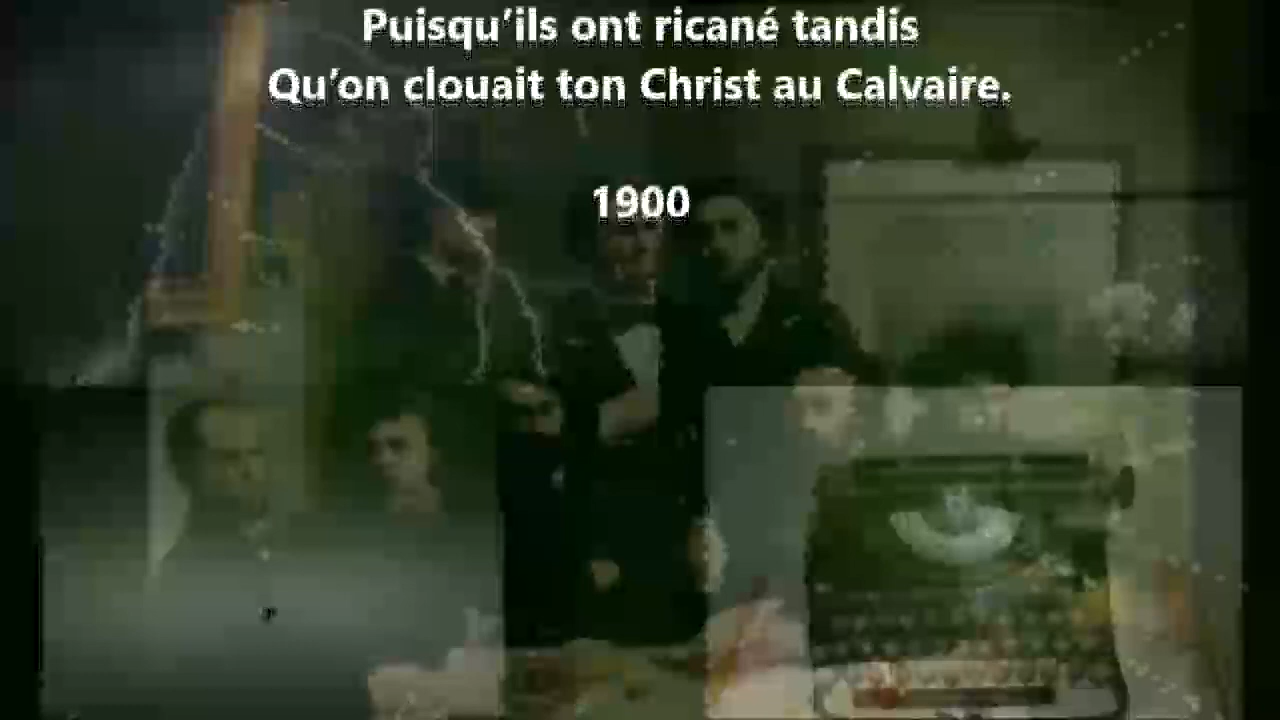 Puisqu’ils ont ricané tandis
Qu’on clouait ton Christ au Calvaire.
1900